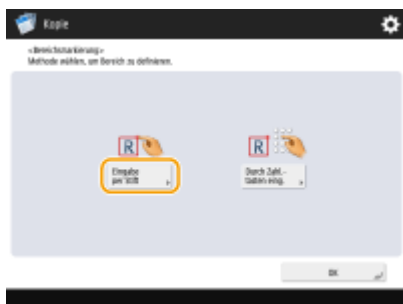 Kopie
<Bereichsmarkierung>
Methode wählen, um Bereich zu definieren.
R
R
Eingabe
per Stift
Durch Zahl.-
tasten eing.
OK